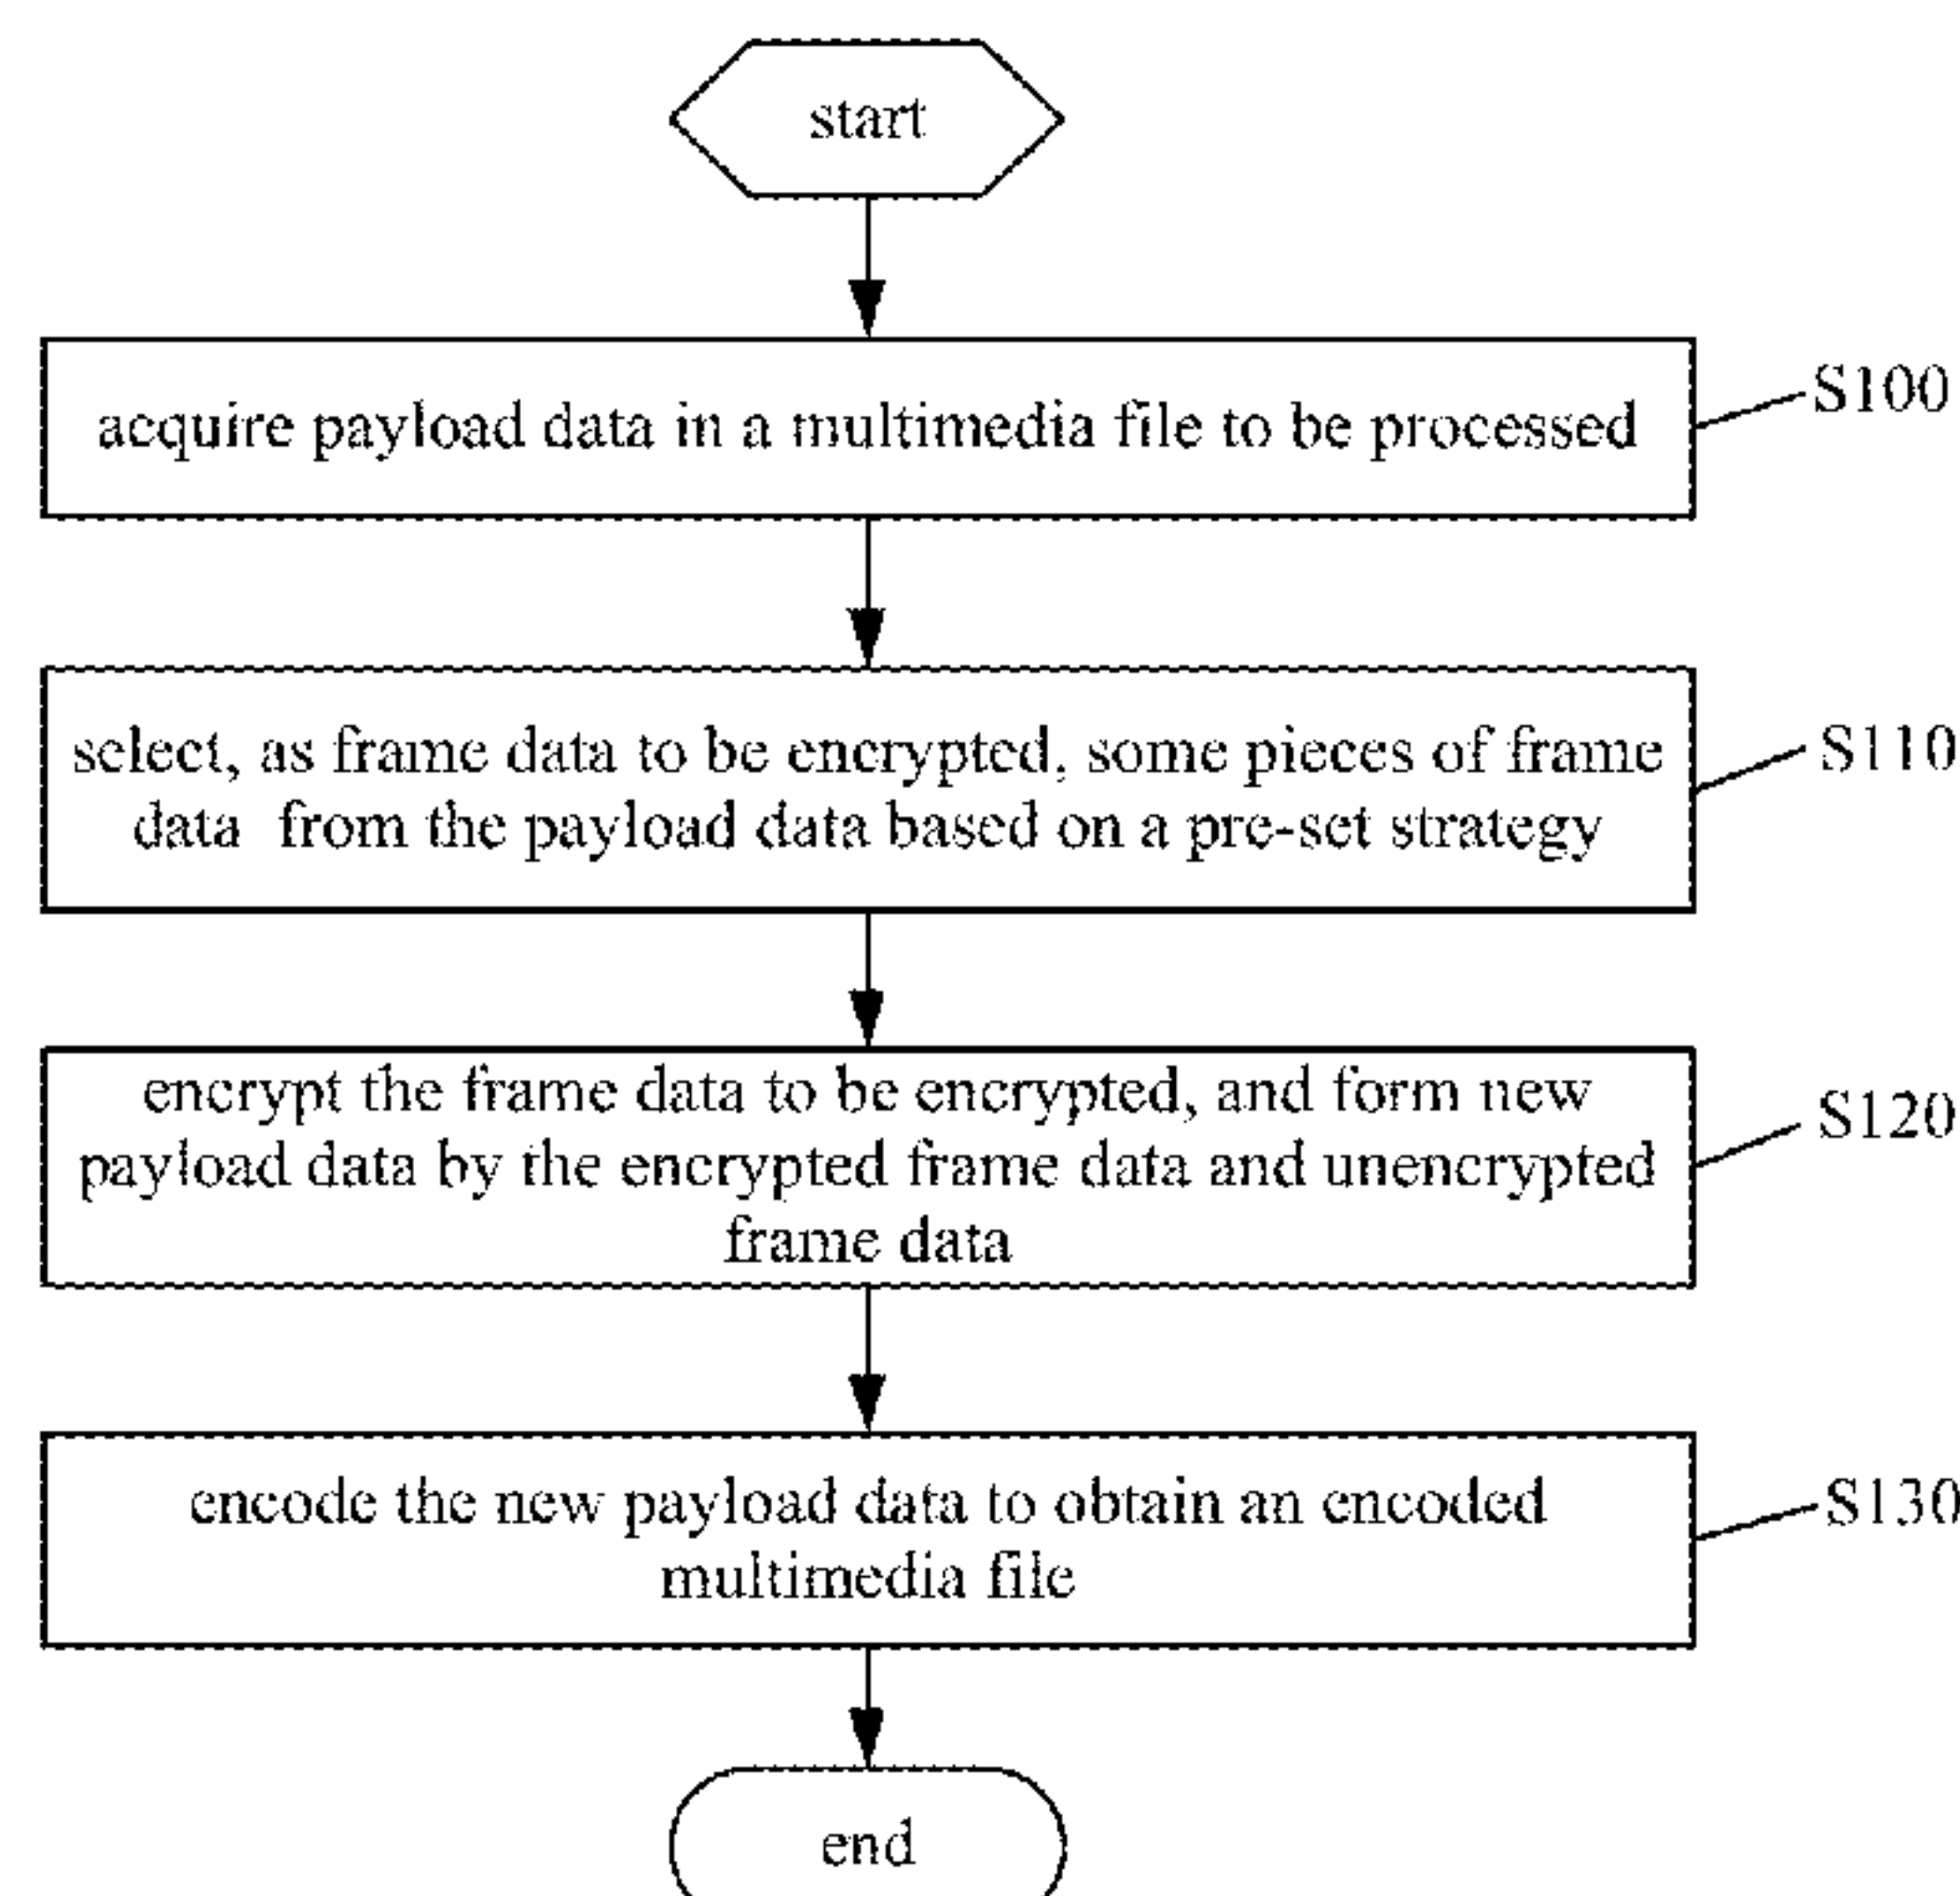 start
acquire payload data in a multimedia file to be processed
S100
select, as frame data to be encrypted, some pieces of frame
data from the payload data based on a pre-set strategy
S110
encrypt the frame data to be encrypted, and form new
payload data by the encrypted frame data and unencrypted
frame data
S120
encode the new payload data to obtain an encoded
multimedia file
S130
end